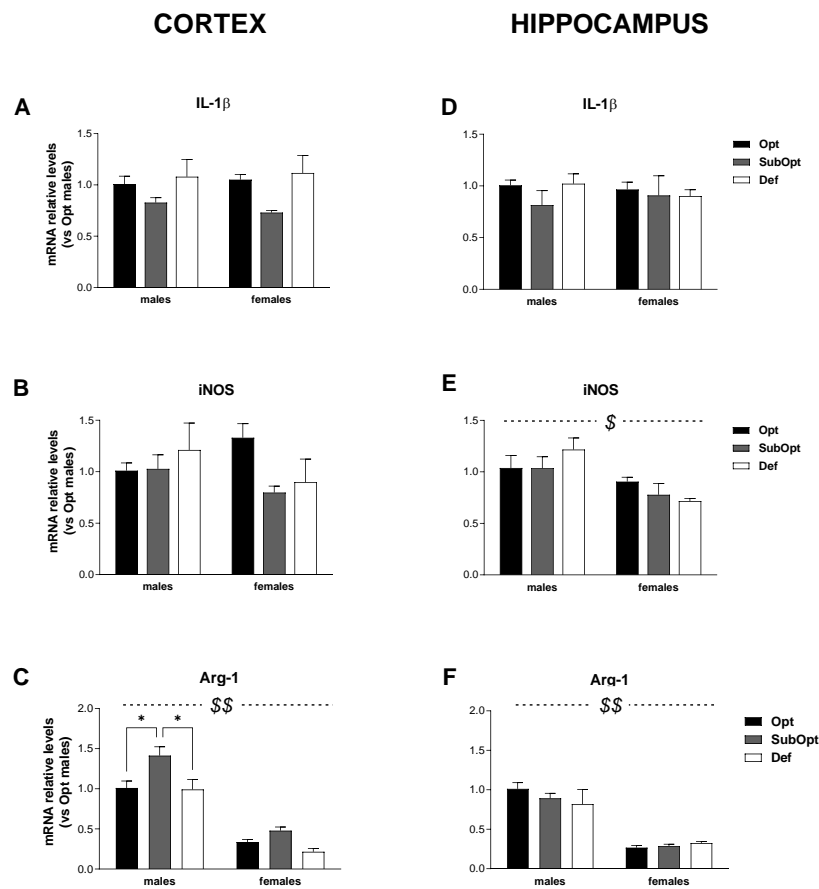 CORTEX
HIPPOCAMPUS
A
IL-1β
mRNA relative levels
(vs Opt males)
1.5
1.0
0.5
0.0
males
females
D
IL-1β
1.5
1.0
0.5
0.0
males
females
Opt
SubOpt
Def
B
iNOS
mRNA relative levels
(vs Opt males)
1.5
1.0
0.5
0.0
males
females
E
iNOS
$
1.5
1.0
0.5
0.0
males
females
Opt
SubOpt
Def
C
Arg-1
$$
* *
mRNA relative levels
(vs Opt males)
2.0
1.5
1.0
0.5
0.0
males
females
F
Arg-1
$$
2.0
1.5
1.0
0.5
0.0
males
females
Opt
SubOpt
Def